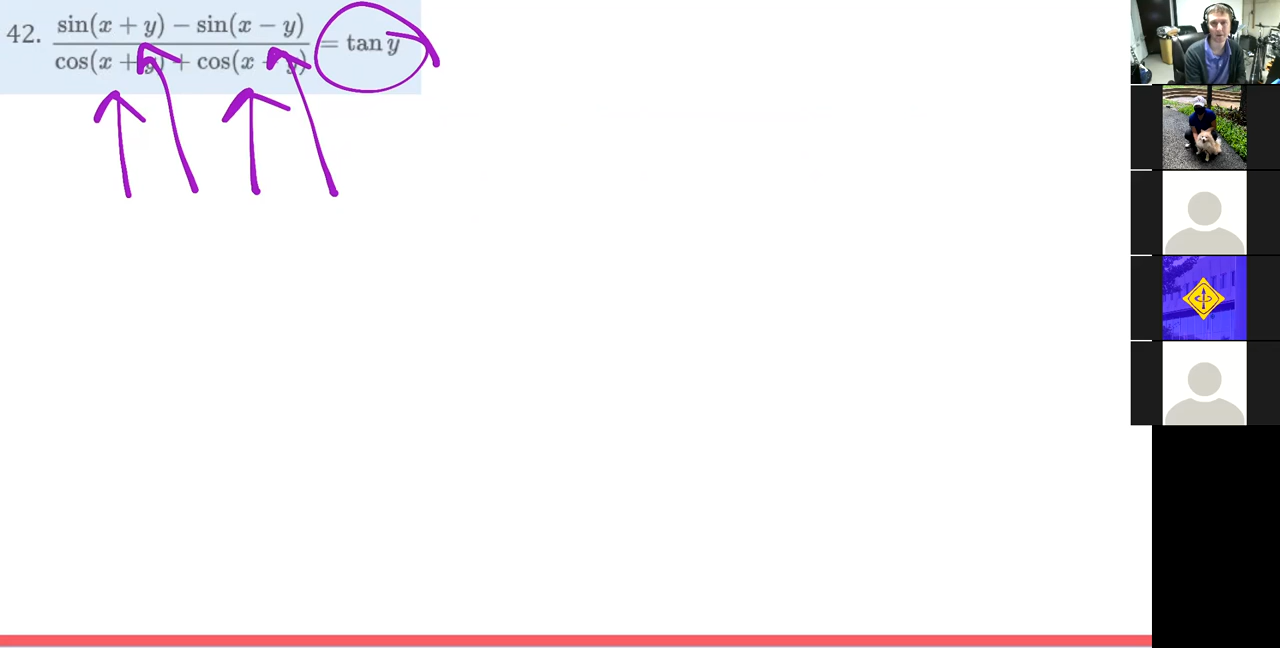 42. sin(x + y) − sin(x − y)
cos(x + y) + cos(x − y) = tan y